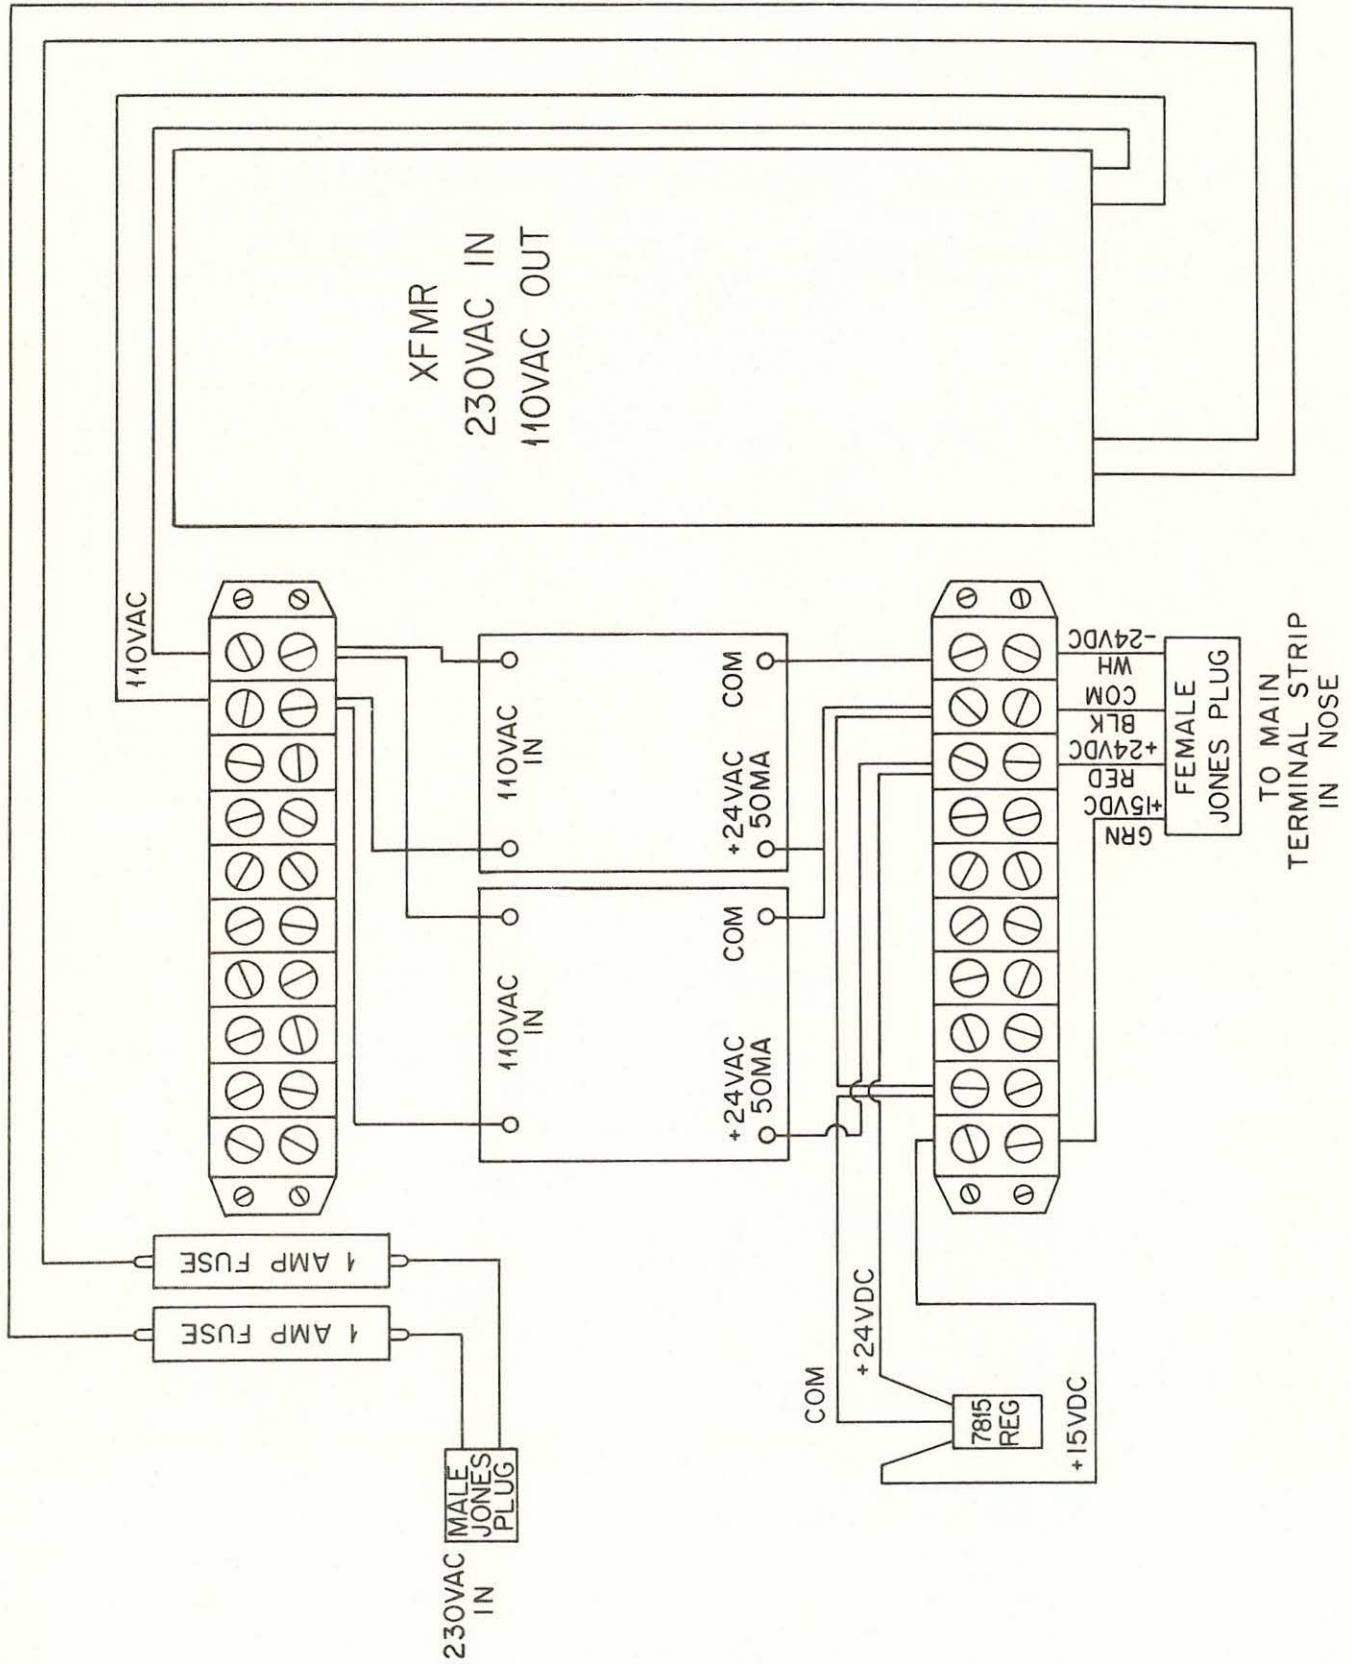 XFMR
230VAC IN
110VAC OUT
110VAC
110VAC
IN
COM
+24VAC
50MA
110VAC
IN
COM
+24VAC
50MA
-24VDC
WH
COM
BLK
+24VDC
RED
+15VDC
GRN
FEMALE
JONES PLUG
TO MAIN
TERMINAL STRIP
IN NOSE
1 AMP FUSE
1 AMP FUSE
230VAC
IN
MALE
JONES
PLUG
COM
+24VDC
7815
REG
+15VDC